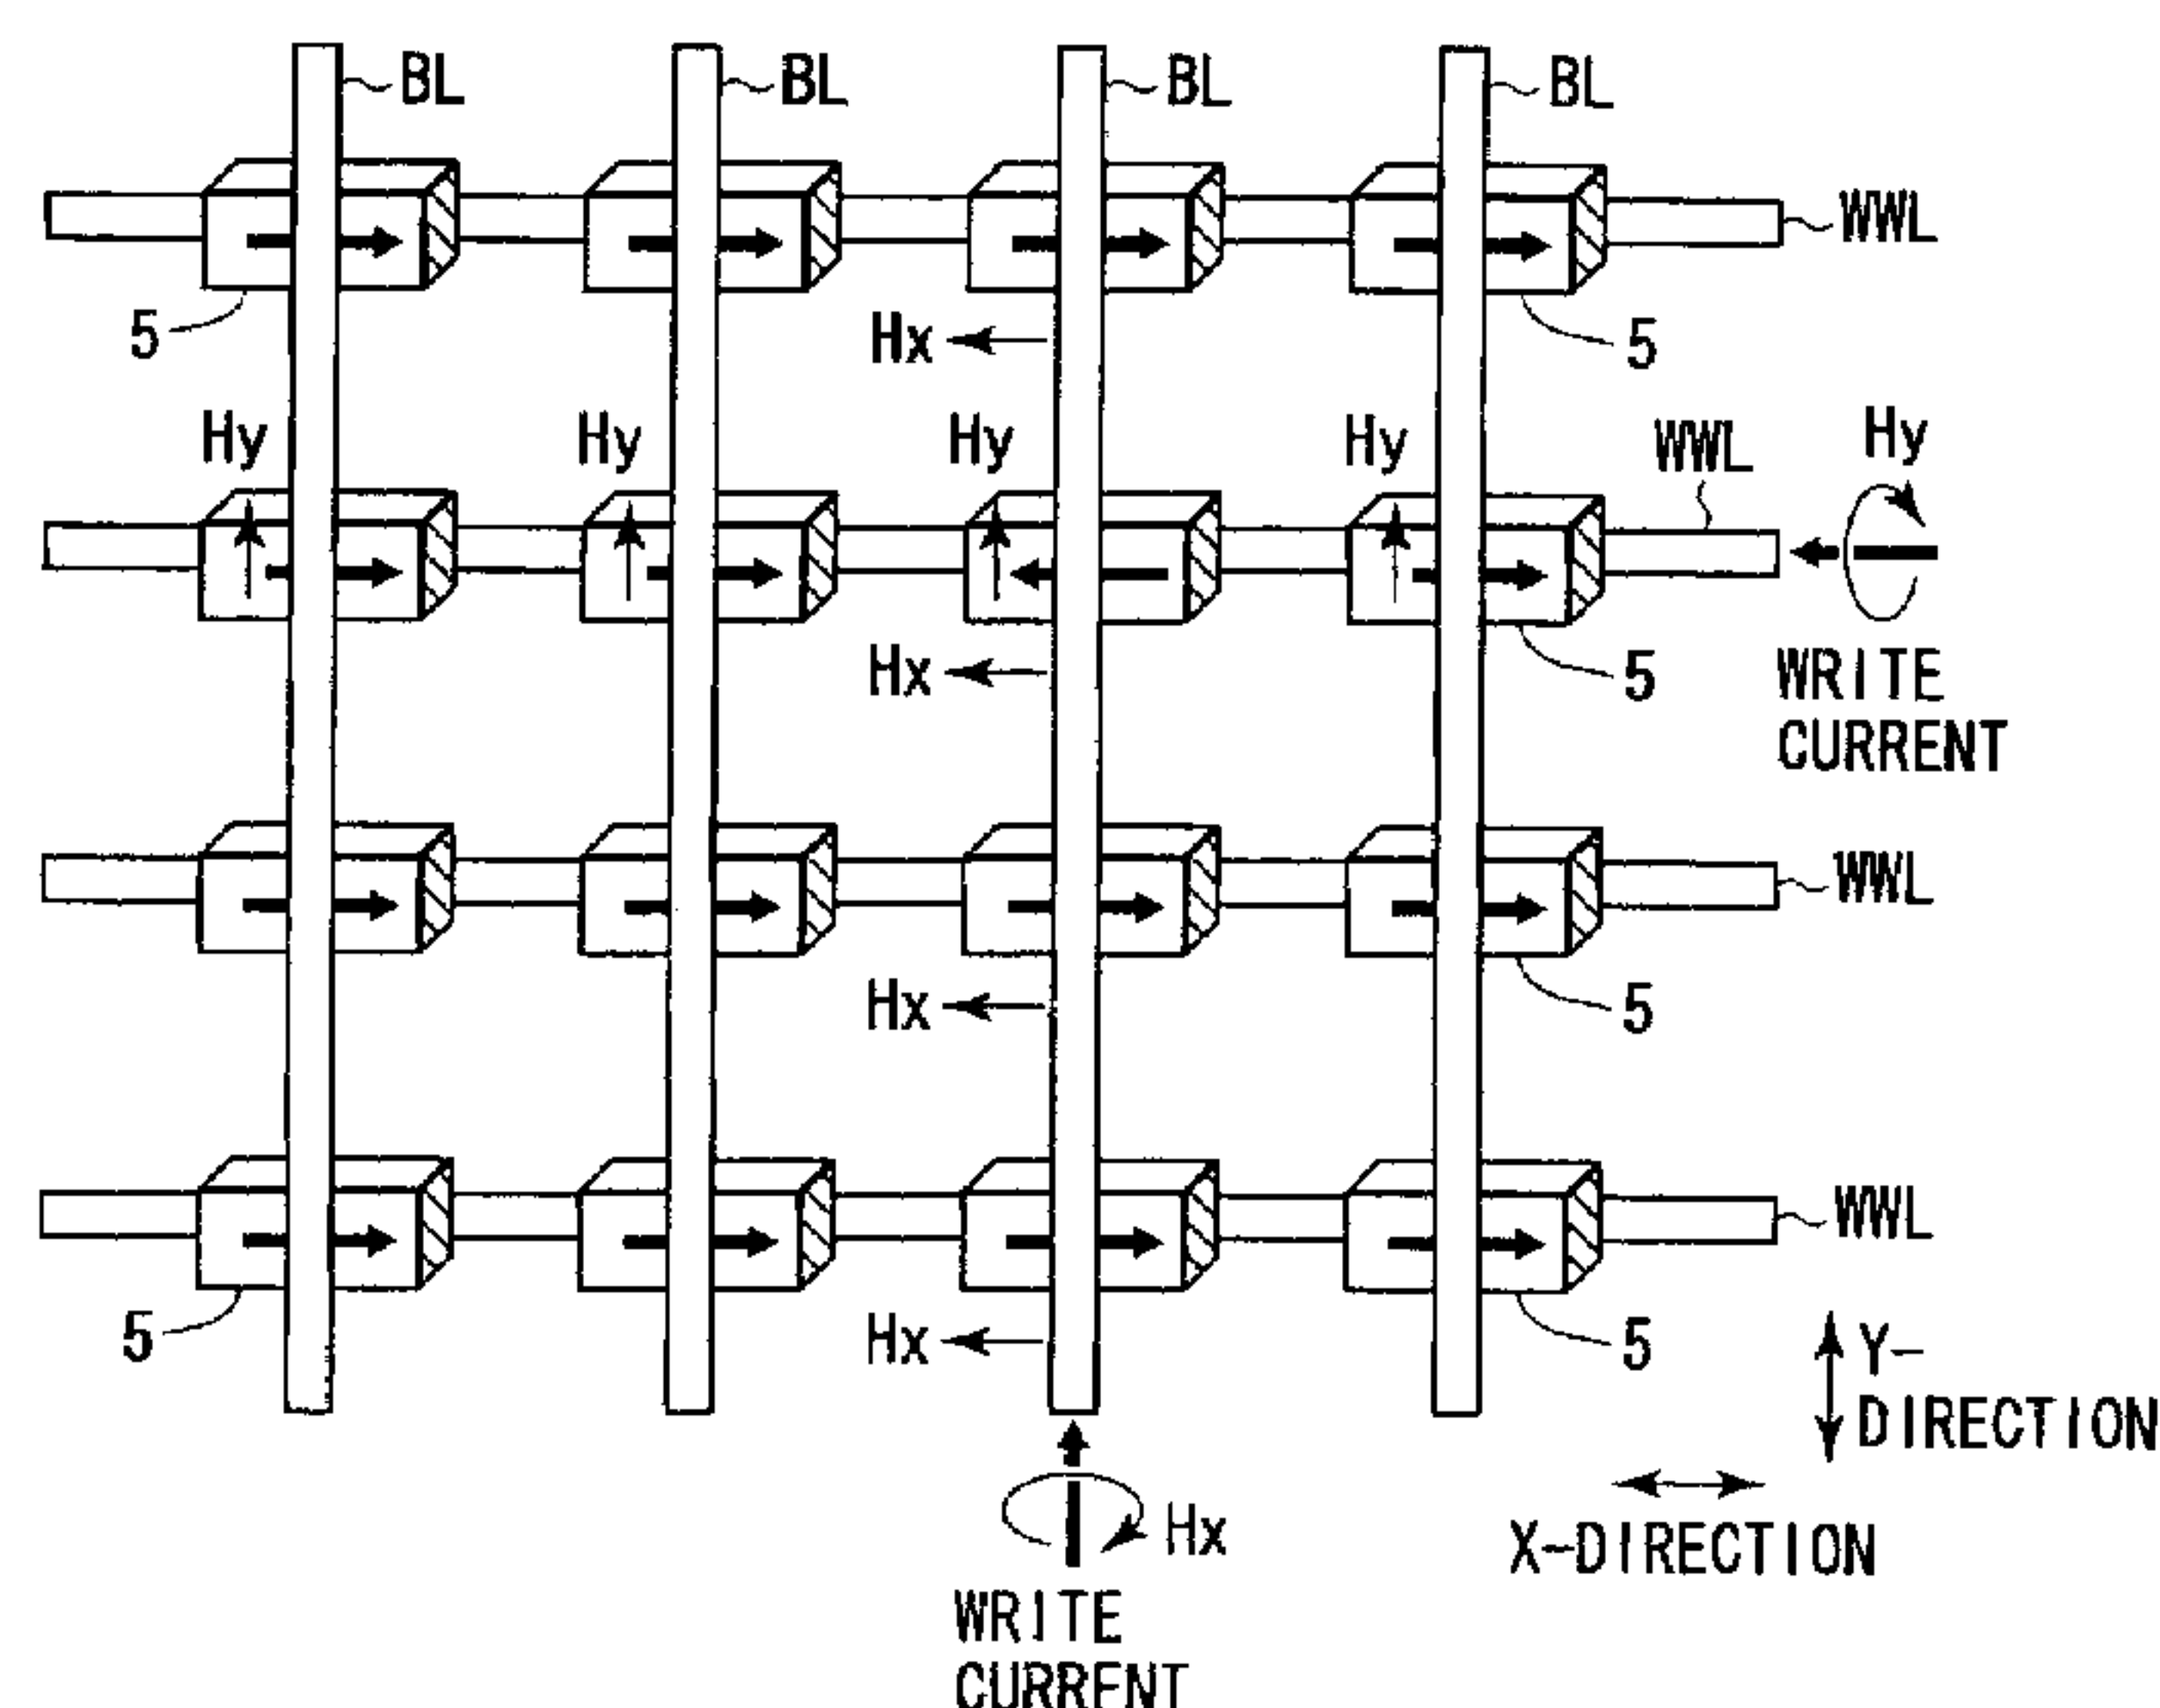 BL BL BL BL
WWL
5 Hx 5
Hy Hy Hy Hy WWL Hy
Hx 5 WRITE
CURRENT
WWL
Hx 5
WWL
5 Hx 5 Y-
DIRECTION
Hx X-DIRECTION
WRITE
CURRENT